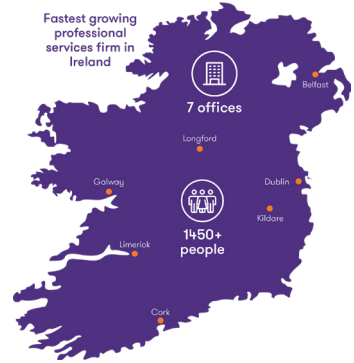 Fastest growing
professional
services firm in
Ireland
7 offices
Belfast
Longford
Galway
Dublin
Kildare
1450+
people
Limerick
Cork